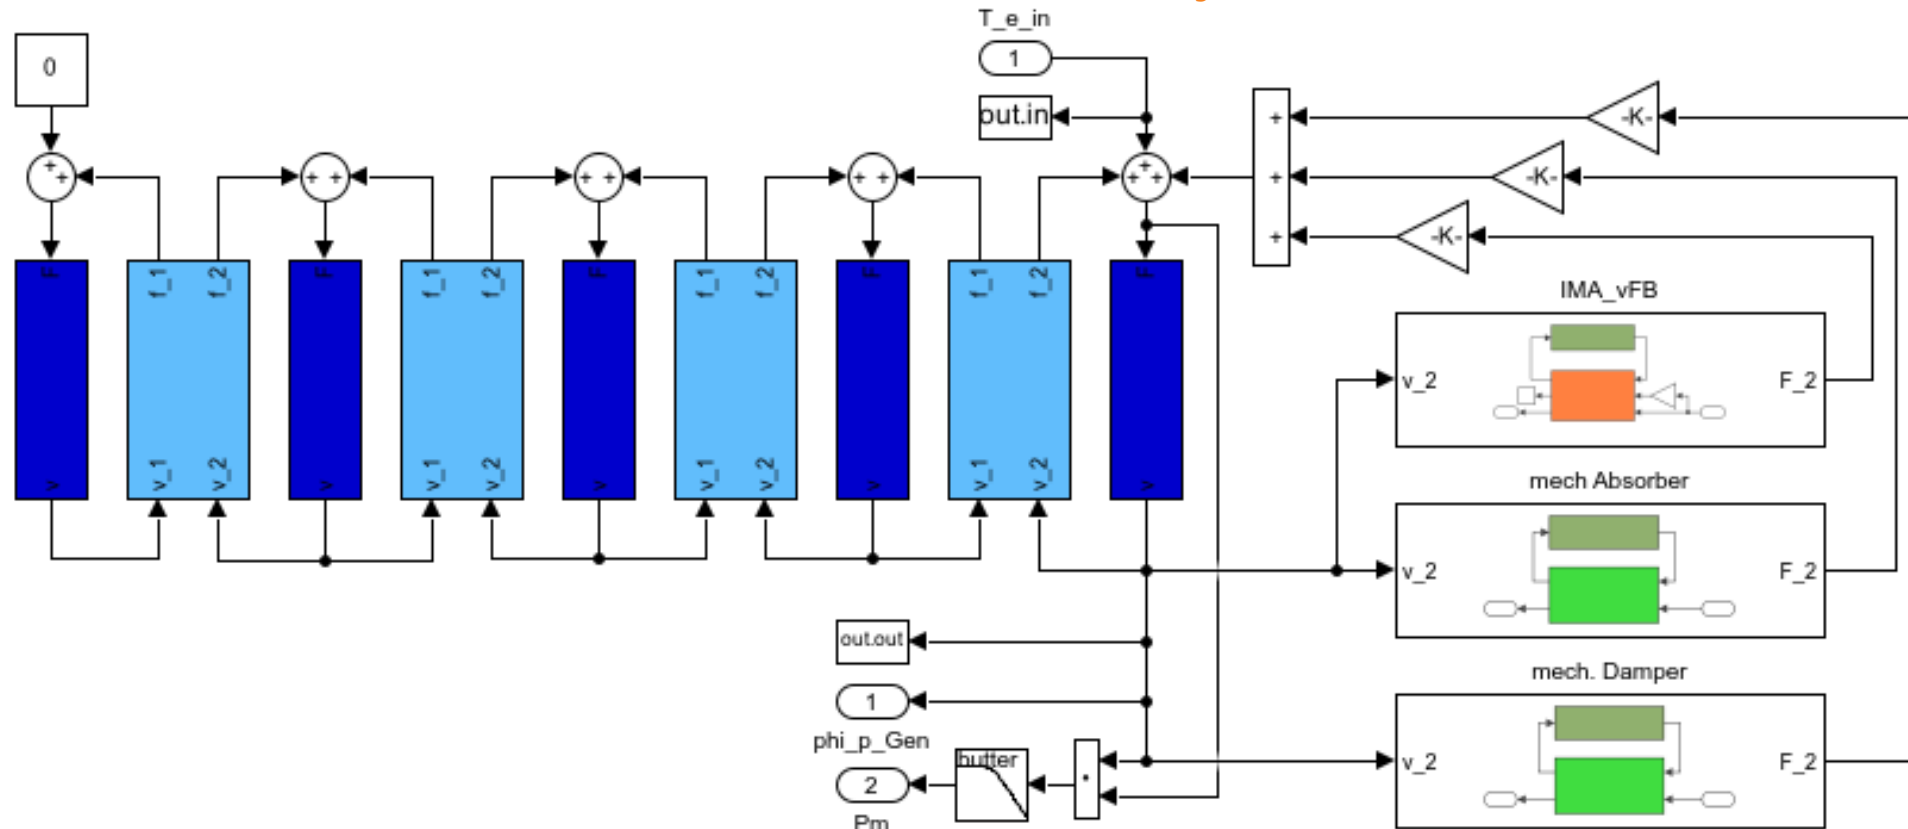 T_e_in
0
1
out.in
+
+
+
-K-
-K-
-K-
+ +
+ +
+ +
+ +
+ + +
F
f_1
f_2
F
f_1
f_2
F
f_1
f_2
F
f_1
f_2
F
IMA_vFB
v_2
F_2
v
v_1
v_2
v
v_1
v_2
v
v_1
v_2
v
v_1
v_2
v
mech Absorber
v_2
F_2
out.out
1
phi_p_Gen
mech. Damper
butter
v_2
F_2
2
Pm